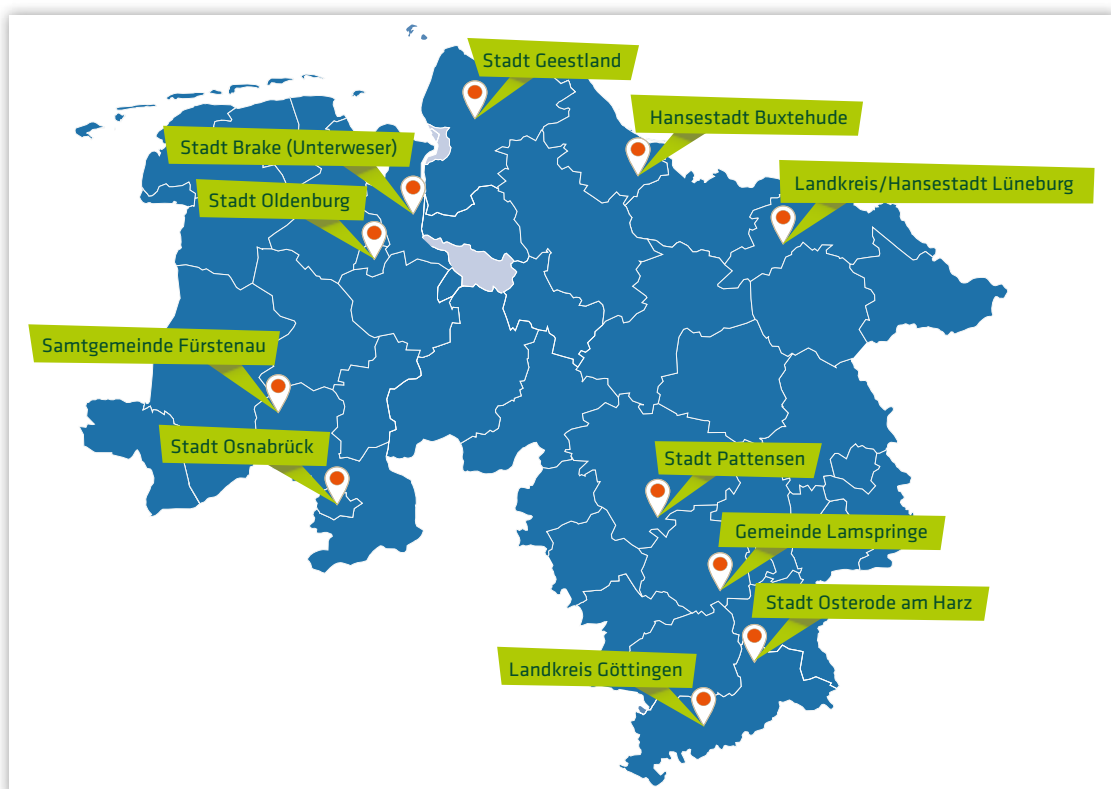 Stadt Geestland
Hansestadt Buxtehude
Stadt Brake (Unterweser)
Landkreis/Hansestadt Lüneburg
Stadt Oldenburg
Samtgemeinde Fürstenau
Stadt Osnabrück
Stadt Pattensen
Gemeinde Lamspringe
Stadt Osterode am Harz
Landkreis Göttingen